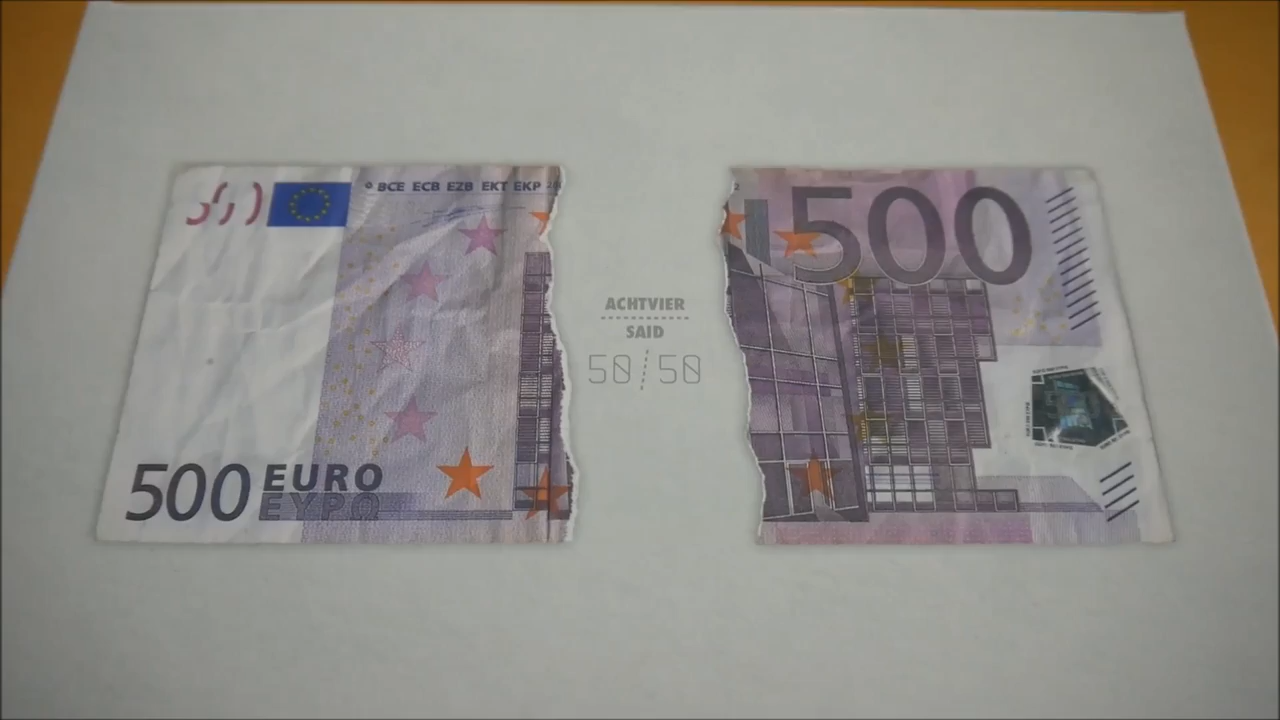 BCE ECB EZB EKT EKP
500
ACHTVIER
SAID
50/50
500 EURO
ΕΥΡΩ